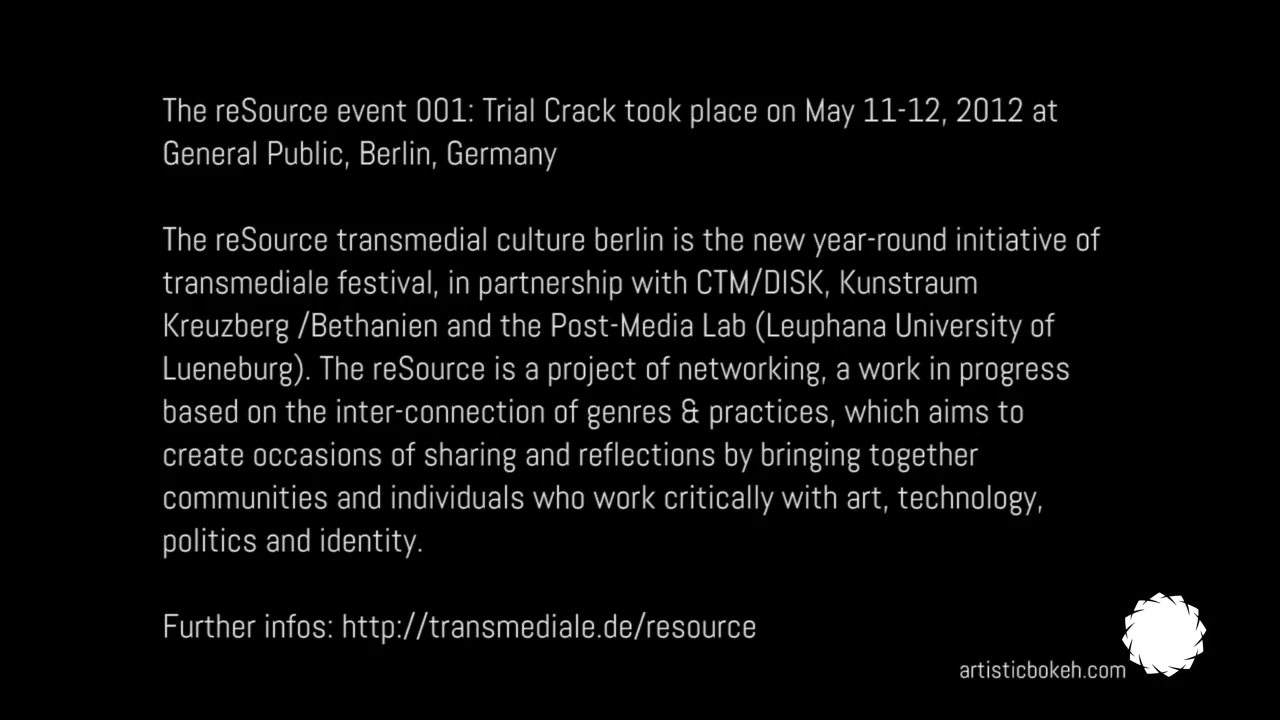 The reSource event 001: Trial Crack took place on May 11-12, 2012 at
General Public, Berlin, Germany
The reSource transmedial culture berlin is the new year-round initiative of
transmediale festival, in partnership with CTM/DISK, Kunstraum
Kreuzberg /Bethanien and the Post-Media Lab (Leuphana University of
Lueneburg). The reSource is a project of networking, a work in progress
based on the inter-connection of genres & practices, which aims to
create occasions of sharing and reflections by bringing together
communities and individuals who work critically with art, technology,
politics and identity.
Further infos: http://transmediale.de/resource
artisticbokeh.com